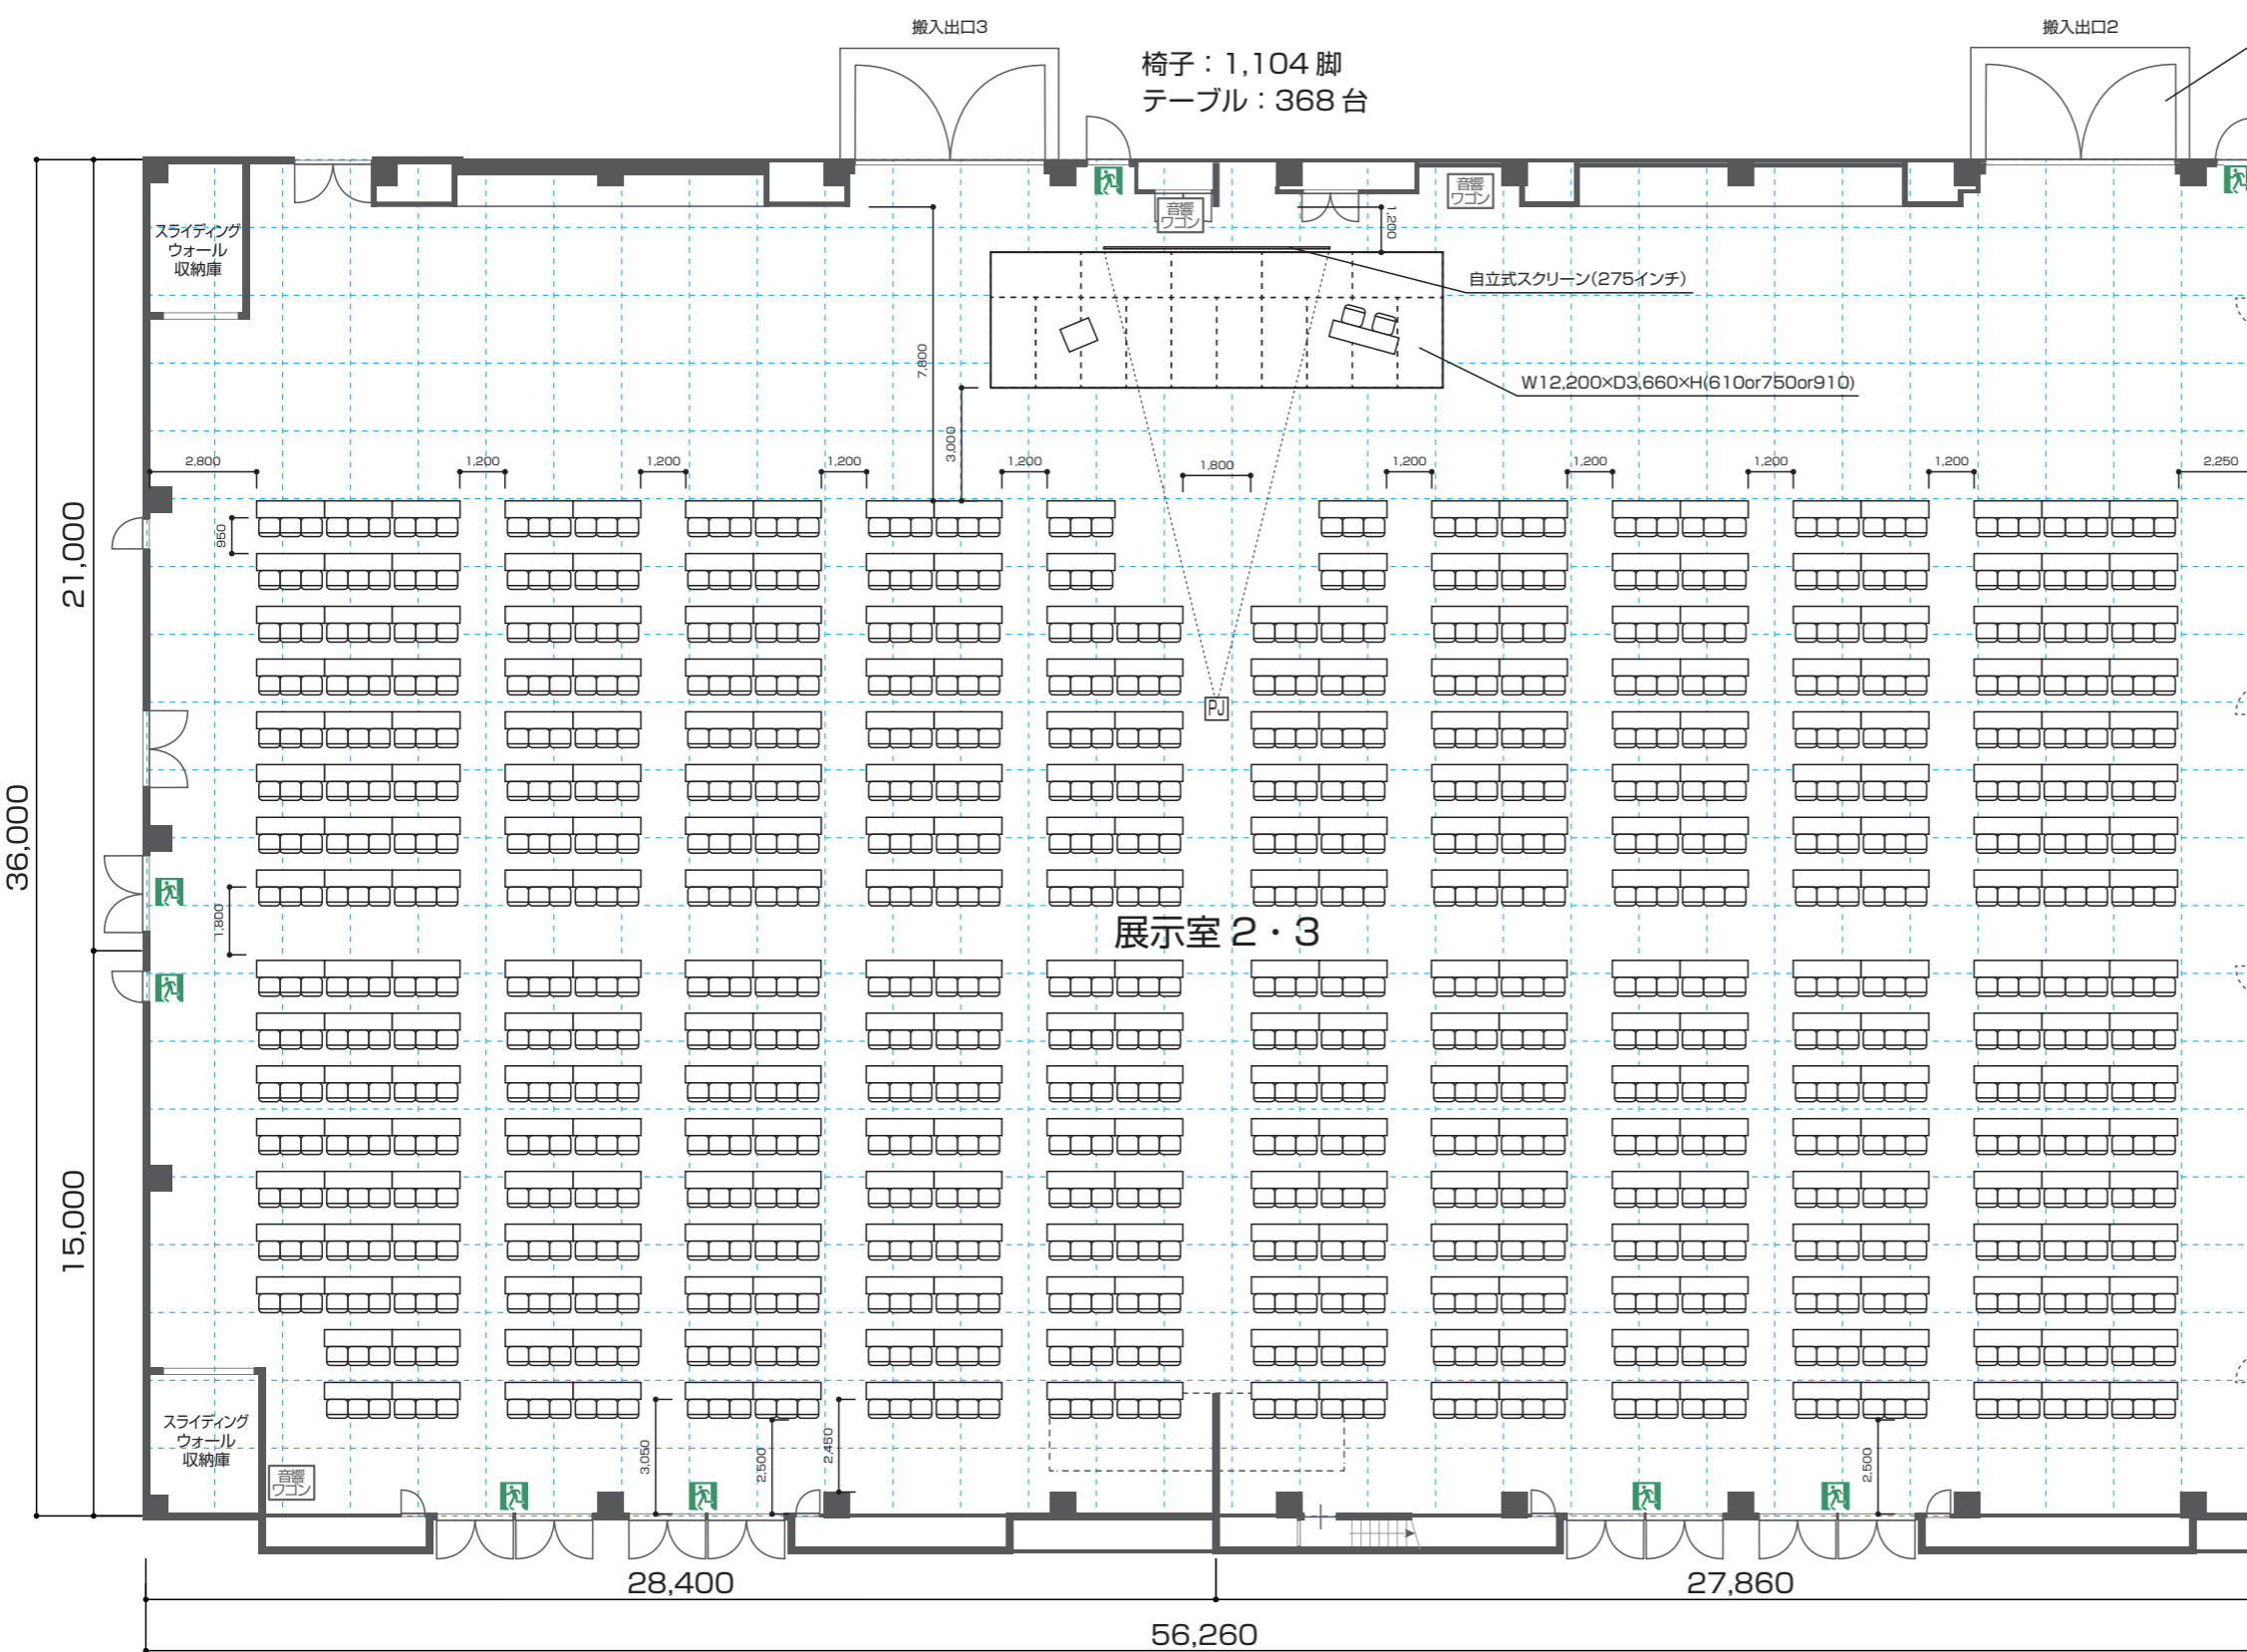 搬入出口3
搬入出口2
椅子：1,104 脚
テーブル：368 台
スライディング
ウォール
収納庫
音響
ワゴン
音響
ワゴン
1,200
自立式スクリーン(275インチ)
7,800
W12,200×D3,660×H(610or750or910)
3,000
2,800
1,200
1,200
1,200
1,200
1,800
1,200
1,200
1,200
1,200
2,250
950
21,000
PJ
36,000
1,800
展示室 2・3
15,000
スライディング
ウォール
収納庫
音響
ワゴン
3,050
2,500
2,450
2,500
28,400
27,860
56,260